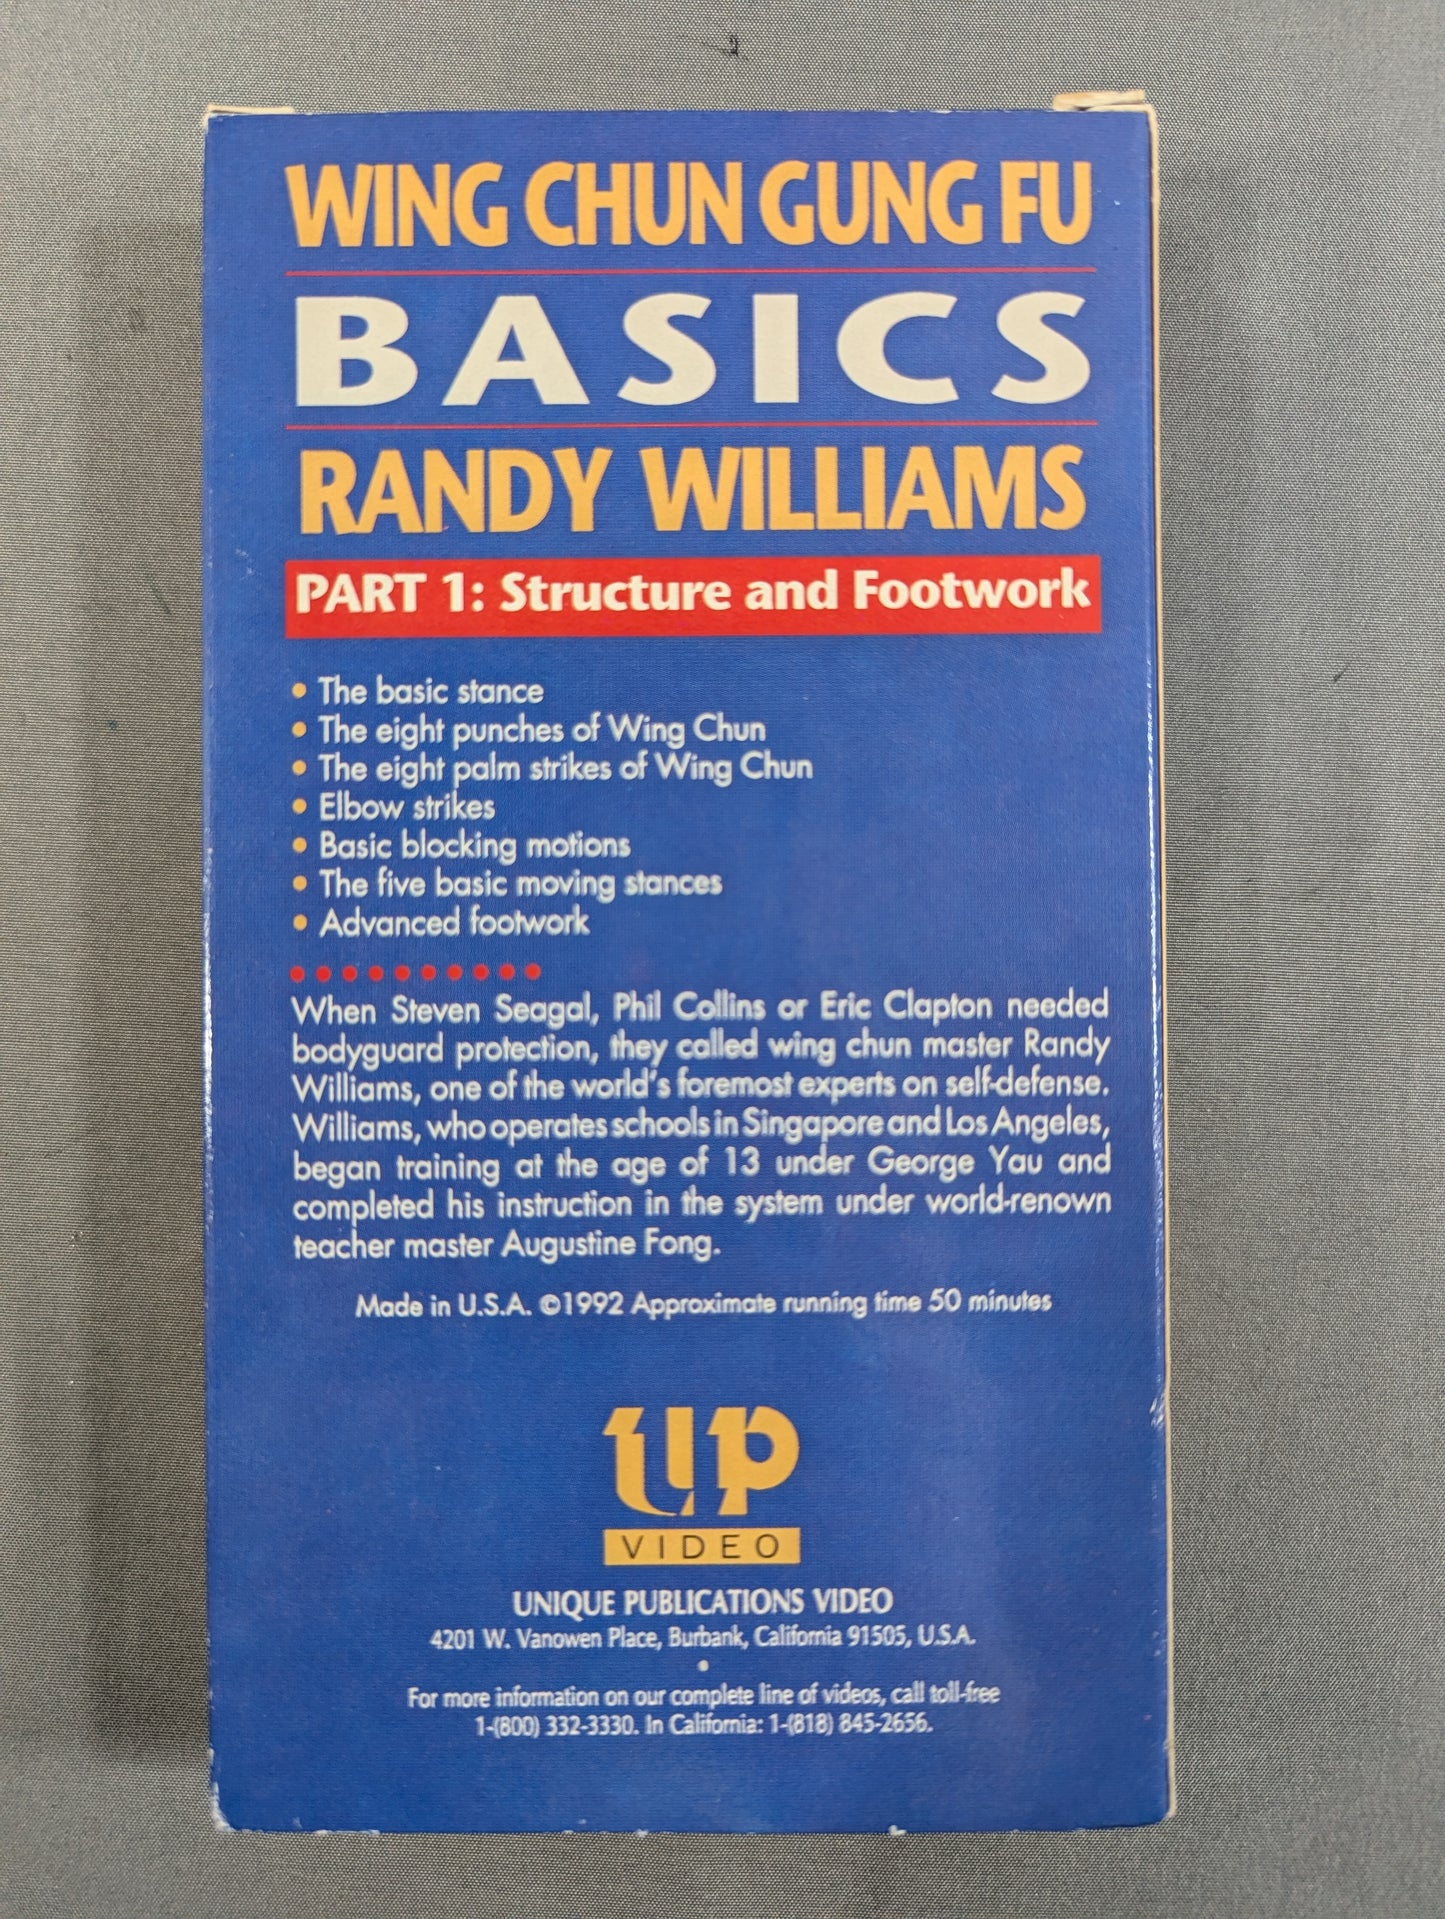 WING CHUN GUNG FU
BASICS
RANDY WILLIAMS
PART 1: Structure and Footwork
• The basic stance
• The eight punches of Wing Chun
• The eight palm strikes of Wing Chun
• Elbow strikes
• Basic blocking motions
• The five basic moving stances
• Advanced footwork
When Steven Seagal, Phil Collins or Eric Clapton needed
bodyguard protection, they called wing chun master Randy
Williams, one of the world's foremost experts on self-defense.
Williams, who operates schools in Singapore and Los Angeles,
began training at the age of 13 under George Yau and
completed his instruction in the system under world-renown
teacher master Augustine Fong.
Made in U.S.A. ©1992 Approximate running time 50 minutes
UP
VIDEO
UNIQUE PUBLICATIONS VIDEO
4201 W. Vanowen Place, Burbank, California 91505, U.S.A.
•
For more information on our complete line of videos, call toll-free
1-(800) 332-3330. In California: 1-(818) 845-2656.